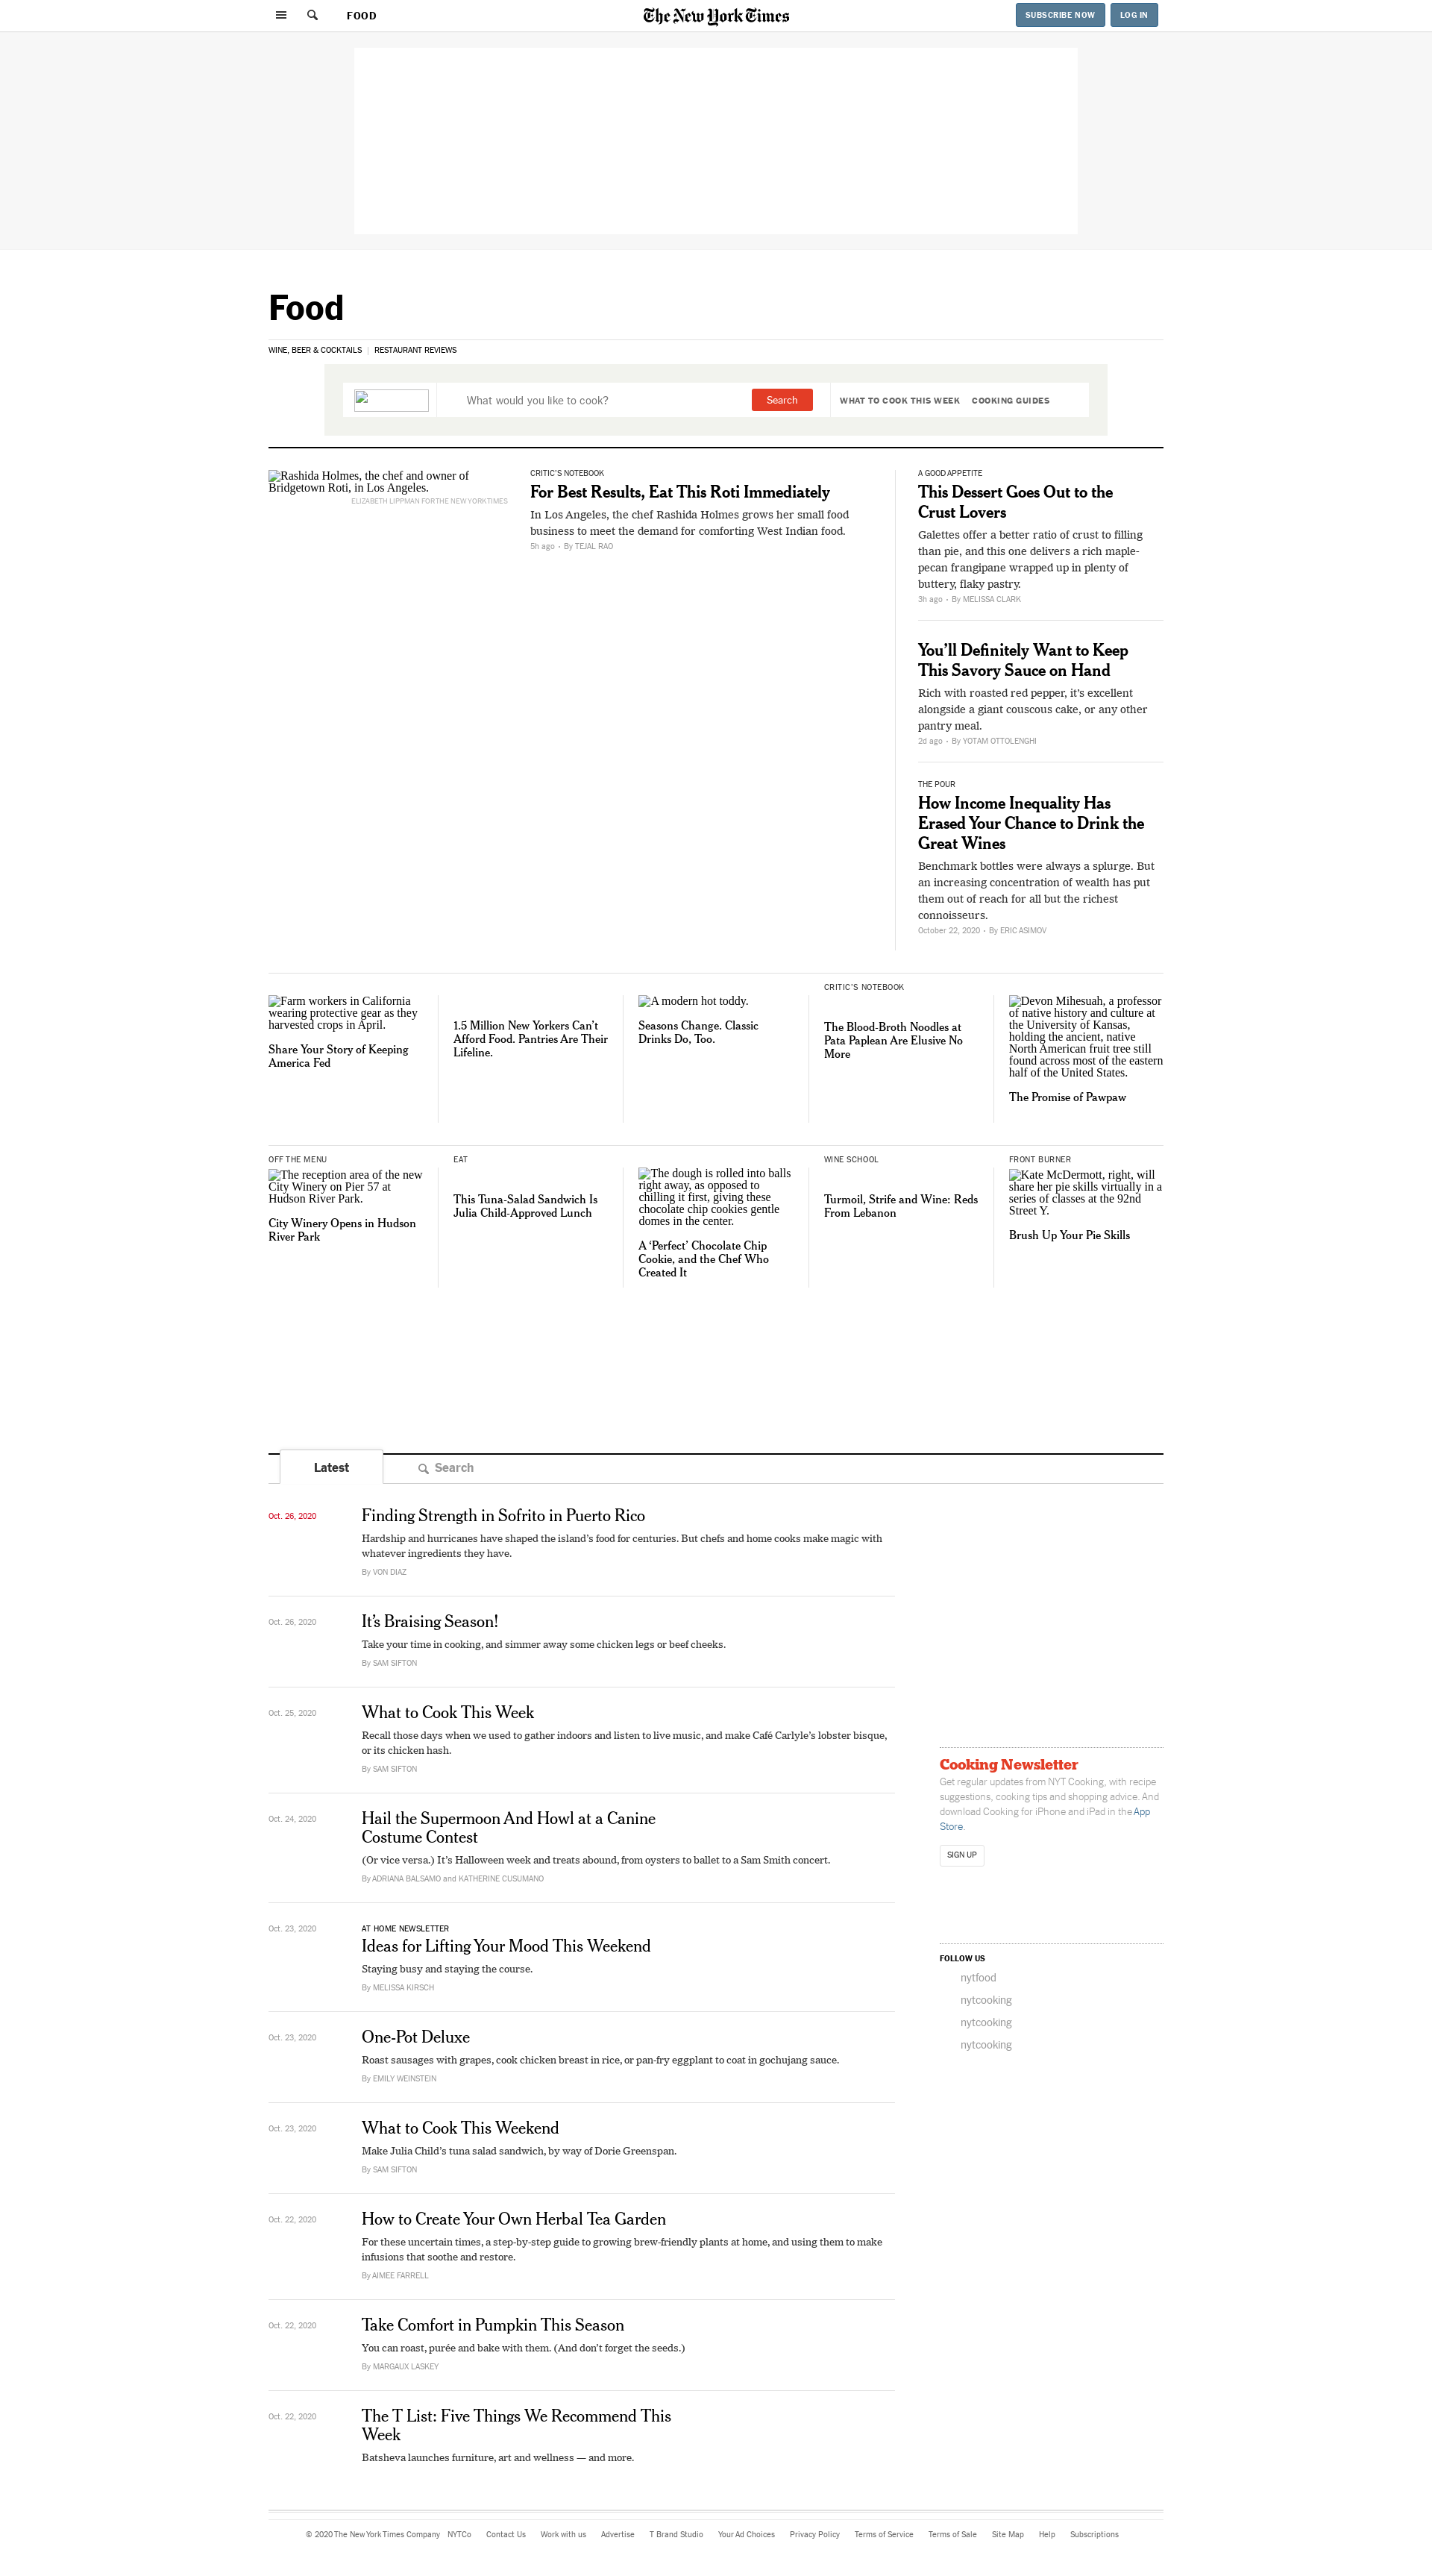 FOOD
The New York Times
SUBSCRIBE NOW
LOG IN
Food
WINE, BEER & COCKTAILS | RESTAURANT REVIEWS
What would you like to cook?
Search
WHAT TO COOK THIS WEEK
COOKING GUIDES
Rashida Holmes, the chef and owner of
Bridgetown Roti, in Los Angeles.
ELIZABETH LIPPMAN FOR THE NEW YORK TIMES
CRITIC’S NOTEBOOK
For Best Results, Eat This Roti Immediately
In Los Angeles, the chef Rashida Holmes grows her small food
business to meet the demand for comforting West Indian food.
5h ago • By TEJAL RAO
A GOOD APPETITE
This Dessert Goes Out to the
Crust Lovers
Galettes offer a better ratio of crust to filling
than pie, and this one delivers a rich maple-
pecan frangipane wrapped up in plenty of
buttery, flaky pastry.
3h ago • By MELISSA CLARK
You’ll Definitely Want to Keep
This Savory Sauce on Hand
Rich with roasted red pepper, it’s excellent
alongside a giant couscous cake, or any other
pantry meal.
2d ago • By YOTAM OTTOLENGHI
THE POUR
How Income Inequality Has
Erased Your Chance to Drink the
Great Wines
Benchmark bottles were always a splurge. But
an increasing concentration of wealth has put
them out of reach for all but the richest
connoisseurs.
October 22, 2020 • By ERIC ASIMOV
Farm workers in California
wearing protective gear as they
harvested crops in April.
Share Your Story of Keeping
America Fed
1.5 Million New Yorkers Can’t
Afford Food. Pantries Are Their
Lifeline.
A modern hot toddy.
Seasons Change. Classic
Drinks Do, Too.
CRITIC’S NOTEBOOK
The Blood-Broth Noodles at
Pata Paplean Are Elusive No
More
Devon Mihesuah, a professor
of native history and culture at
the University of Kansas,
holding the ancient, native
North American fruit tree still
found across most of the eastern
half of the United States.
The Promise of Pawpaw
OFF THE MENU
The reception area of the new
City Winery on Pier 57 at
Hudson River Park.
City Winery Opens in Hudson
River Park
EAT
This Tuna-Salad Sandwich Is
Julia Child-Approved Lunch
The dough is rolled into balls
right away, as opposed to
chilling it first, giving these
chocolate chip cookies gentle
domes in the center.
A ‘Perfect’ Chocolate Chip
Cookie, and the Chef Who
Created It
WINE SCHOOL
Turmoil, Strife and Wine: Reds
From Lebanon
FRONT BURNER
Kate McDermott, right, will
share her pie skills virtually in a
series of classes at the 92nd
Street Y.
Brush Up Your Pie Skills
Latest
Search
Oct. 26, 2020
Finding Strength in Sofrito in Puerto Rico
Hardship and hurricanes have shaped the island’s food for centuries. But chefs and home cooks make magic with
whatever ingredients they have.
By VON DIAZ
Oct. 26, 2020
It’s Braising Season!
Take your time in cooking, and simmer away some chicken legs or beef cheeks.
By SAM SIFTON
Oct. 25, 2020
What to Cook This Week
Recall those days when we used to gather indoors and listen to live music, and make Café Carlyle’s lobster bisque,
or its chicken hash.
By SAM SIFTON
Oct. 24, 2020
Hail the Supermoon And Howl at a Canine
Costume Contest
(Or vice versa.) It’s Halloween week and treats abound, from oysters to ballet to a Sam Smith concert.
By ADRIANA BALSAMO and KATHERINE CUSUMANO
Oct. 23, 2020
AT HOME NEWSLETTER
Ideas for Lifting Your Mood This Weekend
Staying busy and staying the course.
By MELISSA KIRSCH
Oct. 23, 2020
One-Pot Deluxe
Roast sausages with grapes, cook chicken breast in rice, or pan-fry eggplant to coat in gochujang sauce.
By EMILY WEINSTEIN
Oct. 23, 2020
What to Cook This Weekend
Make Julia Child’s tuna salad sandwich, by way of Dorie Greenspan.
By SAM SIFTON
Oct. 22, 2020
How to Create Your Own Herbal Tea Garden
For these uncertain times, a step-by-step guide to growing brew-friendly plants at home, and using them to make
infusions that soothe and restore.
By AIMEE FARRELL
Oct. 22, 2020
Take Comfort in Pumpkin This Season
You can roast, purée and bake with them. (And don’t forget the seeds.)
By MARGAUX LASKEY
Oct. 22, 2020
The T List: Five Things We Recommend This
Week
Batsheva launches furniture, art and wellness — and more.
Cooking Newsletter
Get regular updates from NYT Cooking, with recipe
suggestions, cooking tips and shopping advice. And
download Cooking for iPhone and iPad in the App
Store.
SIGN UP
FOLLOW US
nytfood
nytcooking
nytcooking
nytcooking
© 2020 The New York Times Company NYTCo Contact Us Work with us Advertise T Brand Studio Your Ad Choices Privacy Policy Terms of Service Terms of Sale Site Map Help Subscriptions